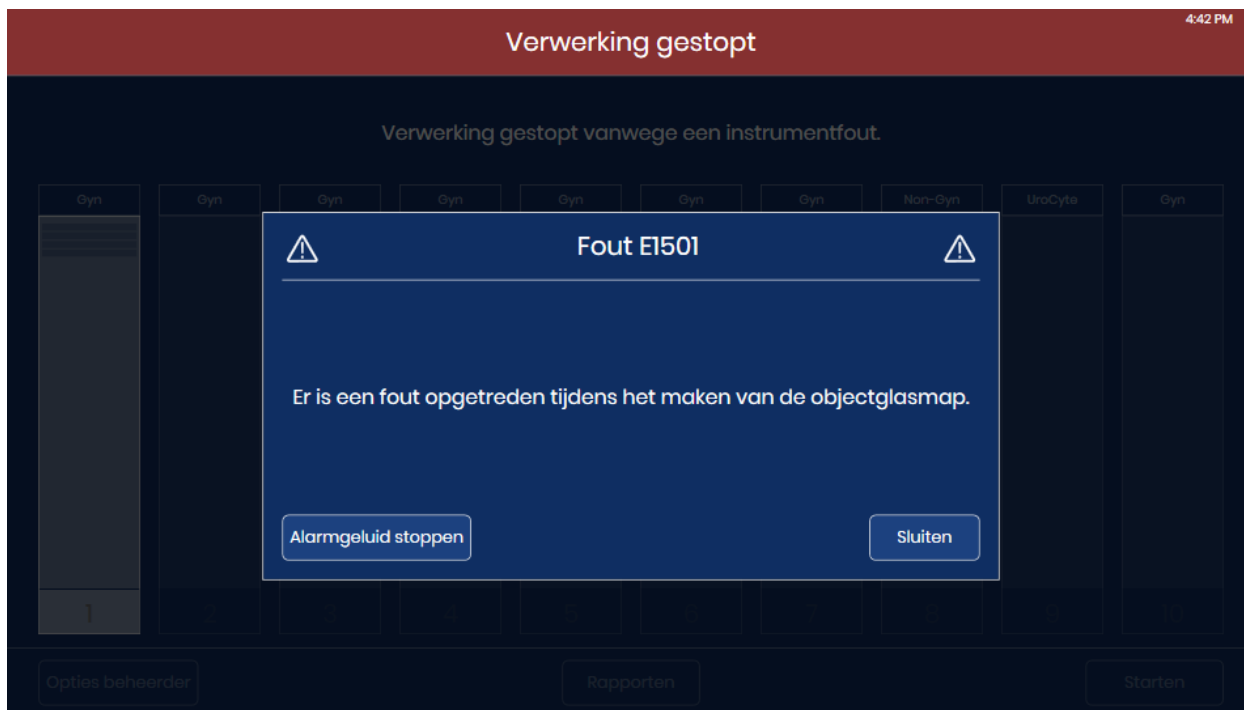 4:42 PM
Verwerking gestopt
Verwerking gestopt vanwege een instrumentfout.
Gyn Gyn Gyn Gyn Gyn Gyn Gyn Non-Gyn UroCyte Gyn
Fout E1501
Er is een fout opgetreden tijdens het maken van de objectglasmap.
Alarmgeluid stoppen Sluiten
1 2 3 4 5 6 7 8 9 10
Opties beheerder Rapporten Starten